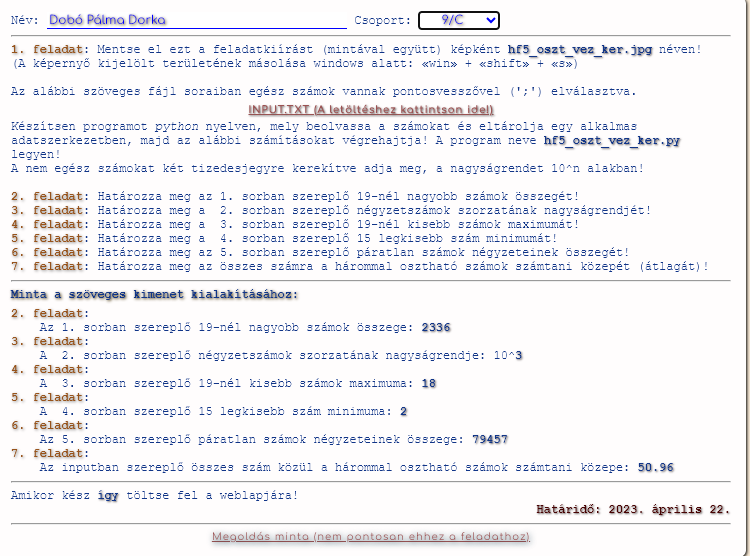 Név: Dobó Pálma Dorka Csoport: 9/C
1. feladat: Mentse el ezt a feladatkiírást (mintával együtt) képként hf5_oszt_vez_ker.jpg néven!
(A képernyő kijelölt területének másolása windows alatt: «win» + «shift» + «s»)
Az alábbi szöveges fájl soraiban egész számok vannak pontosvesszővel (';') elválasztva.
INPUT.TXT (A letöltéshez kattintson ide!)
Készítsen programot python nyelven, mely beolvassa a számokat és eltárolja egy alkalmas
adatszerkezetben, majd az alábbi számításokat végrehajtja! A program neve hf5_oszt_vez_ker.py
legyen!
A nem egész számokat két tizedesjegyre kerekítve adja meg, a nagyságrendet 10^n alakban!
2. feladat: Határozza meg az 1. sorban szereplő 19-nél nagyobb számok összegét!
3. feladat: Határozza meg a  2. sorban szereplő négyzetszámok szorzatának nagyságrendjét!
4. feladat: Határozza meg a  3. sorban szereplő 19-nél kisebb számok maximumát!
5. feladat: Határozza meg a  4. sorban szereplő 15 legkisebb szám minimumát!
6. feladat: Határozza meg az 5. sorban szereplő páratlan számok négyzeteinek összegét!
7. feladat: Határozza meg az összes számra a hárommal osztható számok számtani közepét (átlagát)!
Minta a szöveges kimenet kialakításához:
2. feladat:
Az 1. sorban szereplő 19-nél nagyobb számok összege: 2336
3. feladat:
A  2. sorban szereplő négyzetszámok szorzatának nagyságrendje: 10^3
4. feladat:
A  3. sorban szereplő 19-nél kisebb számok maximuma: 18
5. feladat:
A  4. sorban szereplő 15 legkisebb szám minimuma: 2
6. feladat:
Az 5. sorban szereplő páratlan számok négyzeteinek összege: 79457
7. feladat:
Az inputban szereplő összes szám közül a hárommal osztható számok számtani közepe: 50.96
Amikor kész így töltse fel a weblapjára!
Határidő: 2023. április 22.
Megoldás minta (nem pontosan ehhez a feladathoz)